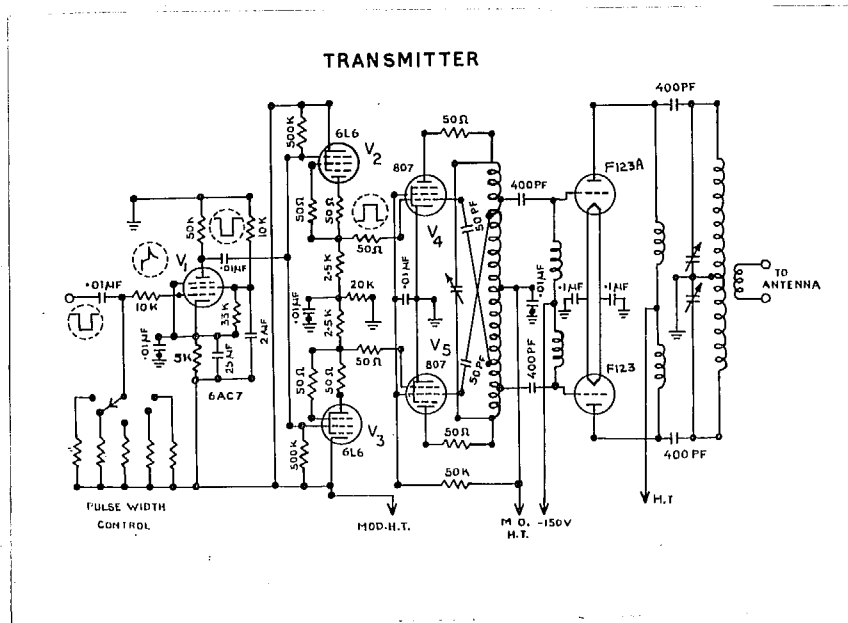 TRANSMITTER
400PF
50Ω
500K
6L6
V2
807
F123A
400PF
50K
10K
50Ω
50Ω
50Ω
V4
50PF
V1
.01MF
.01MF
10K
33K
2.5K
20K
.01MF
.01MF
.1MF
.1MF
TO
ANTENNA
.01MF
.01MF
2.5K
5K
.25MF
.2MF
50Ω
V5
807
50PF
400PF
F123
6AC7
50Ω
50Ω
V3
6L6
500K
50Ω
400PF
50K
PULSE WIDTH
CONTROL
MOD-H.T.
M.O.
H.T.
-150V
H.T